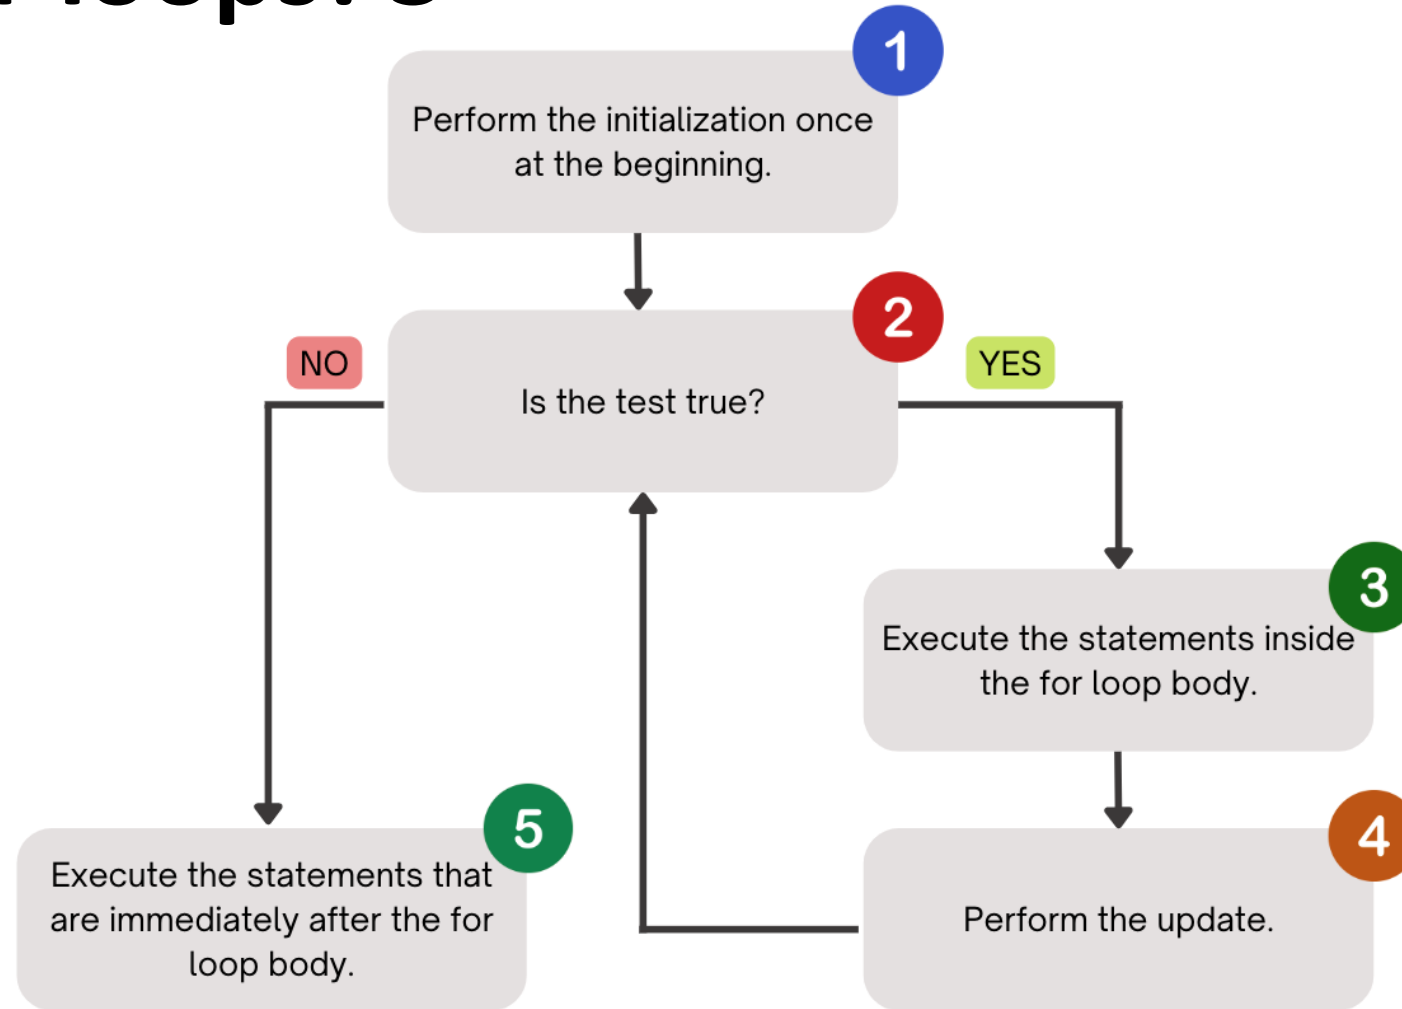 1
Perform the initialization once
at the beginning.
2
NO
YES
Is the test true?
3
Execute the statements inside
the for loop body.
5
4
Execute the statements that
are immediately after the for
loop body.
Perform the update.